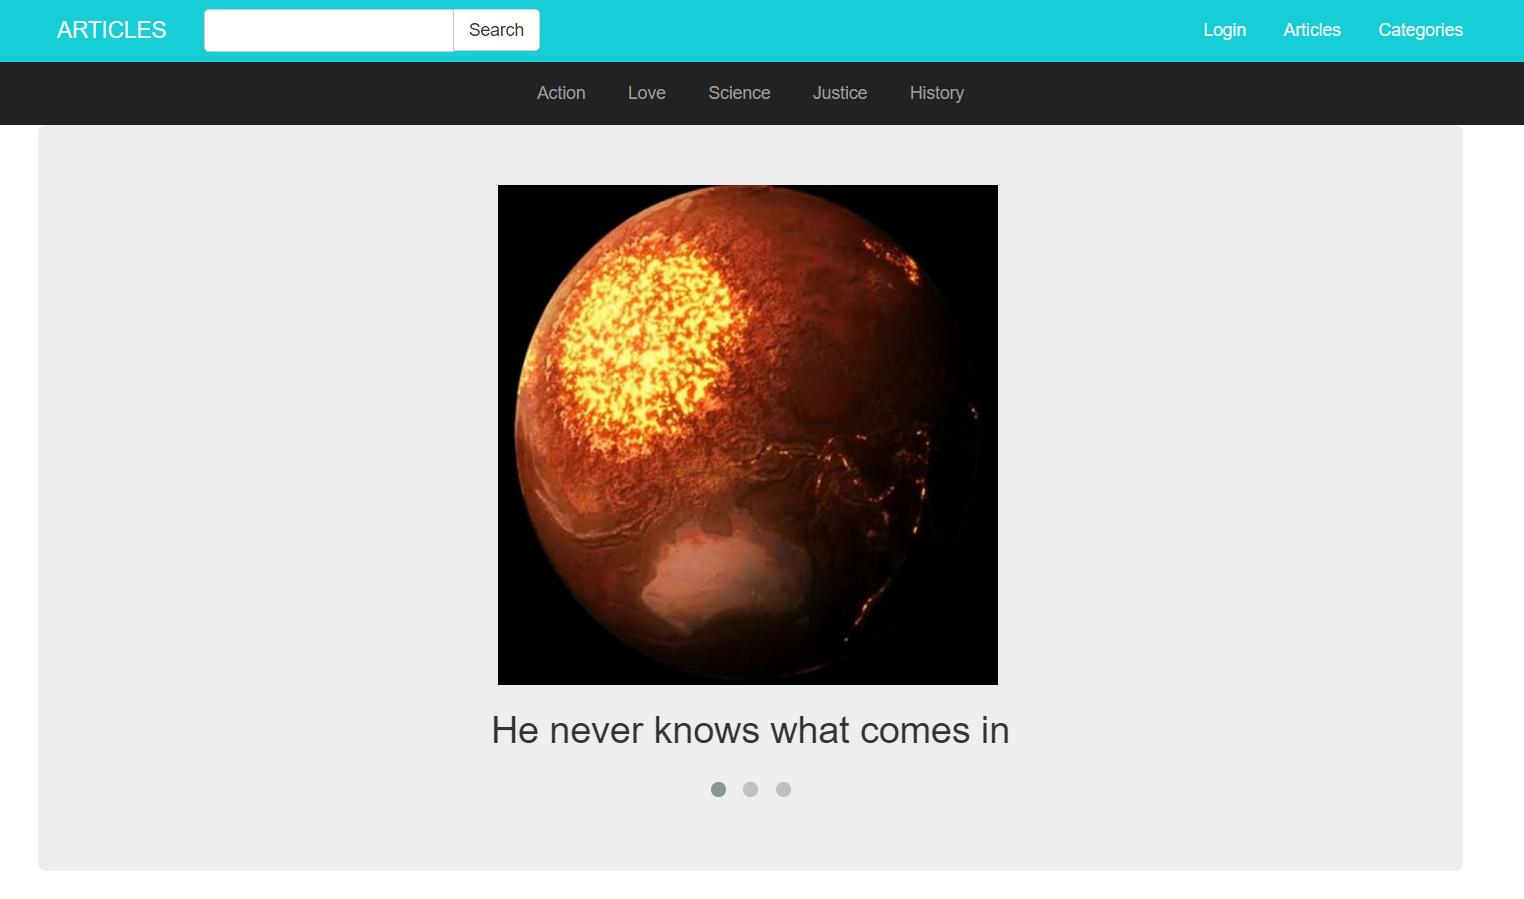 ARTICLES Search Login Articles Categories
Action Love Science Justice History
He never knows what comes in